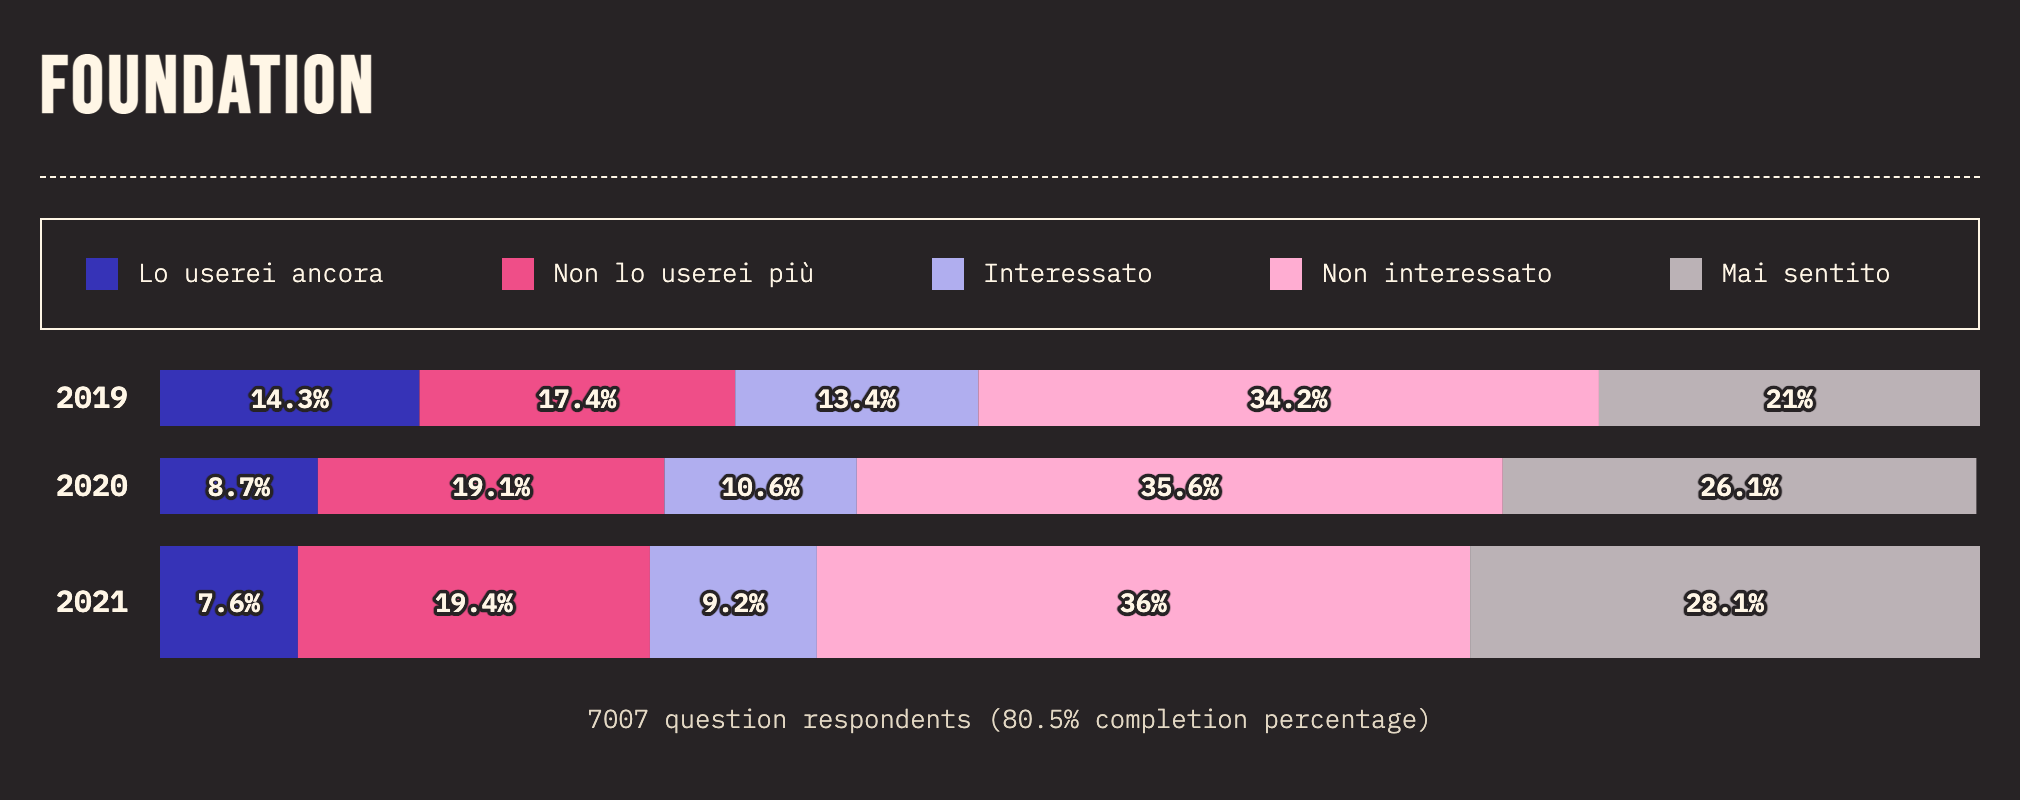 FOUNDATION
Lo userei ancora Non lo userei più Interessato Non interessato Mai sentito
2019 14.3% 17.4% 13.4% 34.2% 21%
2020 8.7% 19.1% 10.6% 35.6% 26.1%
2021 7.6% 19.4% 9.2% 36% 28.1%
7007 question respondents (80.5% completion percentage)